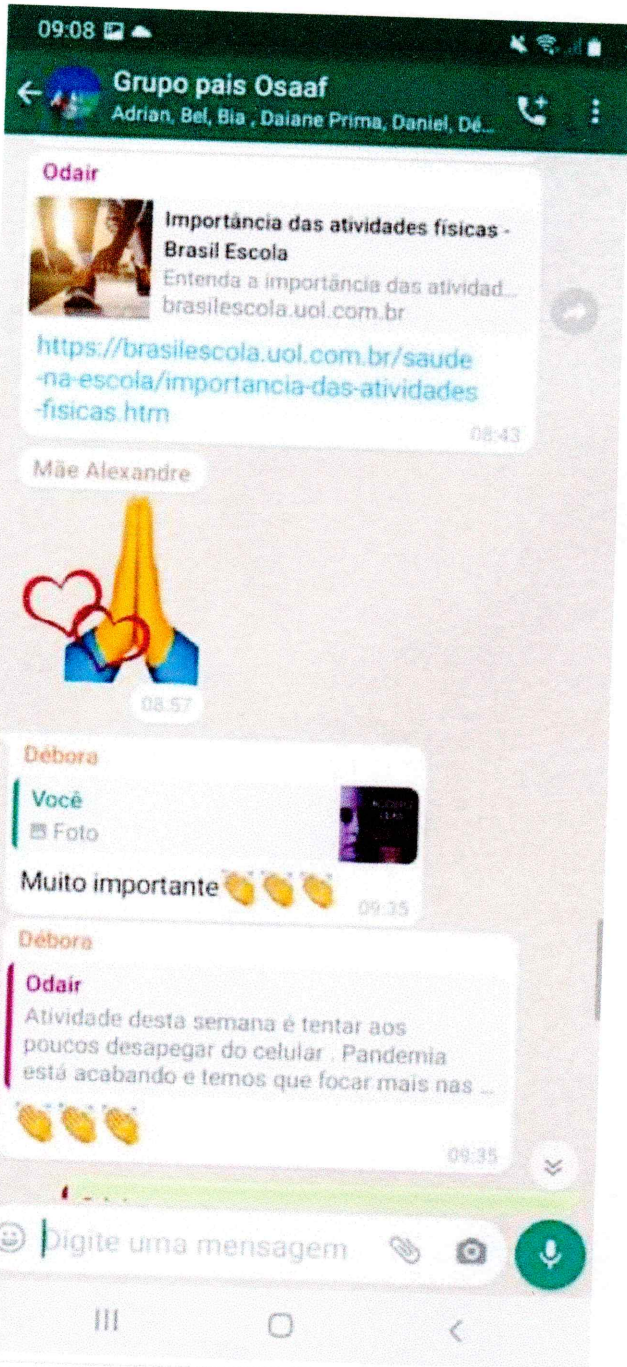 09:08
Grupo pais Osaaf
Adrian, Bel, Bia , Daiane Prima, Daniel, Dé...
Odair
Importância das atividades físicas -
Brasil Escola
Entenda a importância das atividad...
brasilescola.uol.com.br
https://brasilescola.uol.com.br/saude
-na-escola/importancia-das-atividades
-fisicas.htm
08:43
Mãe Alexandre
08:57
Débora
Você
Foto
Muito importante👏👏👏
09:35
Débora
Odair
Atividade desta semana é tentar aos
poucos desapegar do celular . Pandemia
está acabando e temos que focar mais nas ...
👏👏👏
09:35
Digite uma mensagem